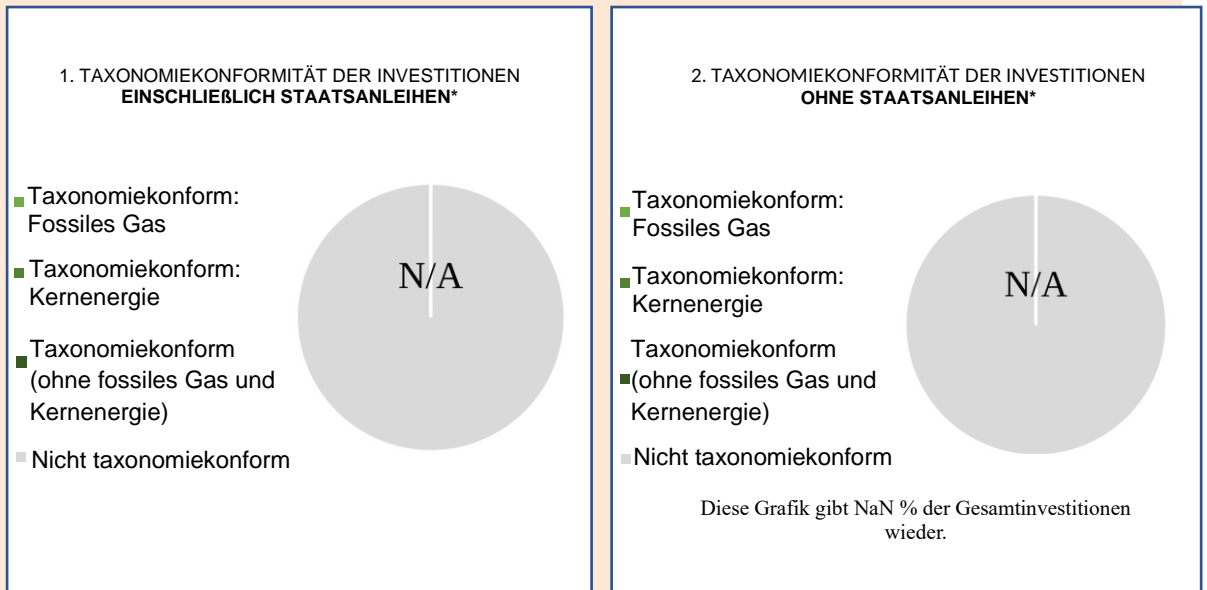 1. TAXONOMIEKONFORMITÄT DER INVESTITIONEN
EINSCHLIEßLICH STAATSANLEIHEN*
Taxonomiekonform:
Fossiles Gas
Taxonomiekonform:
Kernenergie
Taxonomiekonform
(ohne fossiles Gas und
Kernenergie)
Nicht taxonomiekonform
N/A
2. TAXONOMIEKONFORMITÄT DER INVESTITIONEN
OHNE STAATSANLEIHEN*
Taxonomiekonform:
Fossiles Gas
Taxonomiekonform:
Kernenergie
Taxonomiekonform
(ohne fossiles Gas und
Kernenergie)
Nicht taxonomiekonform
N/A
Diese Grafik gibt NaN % der Gesamtinvestitionen
wieder.